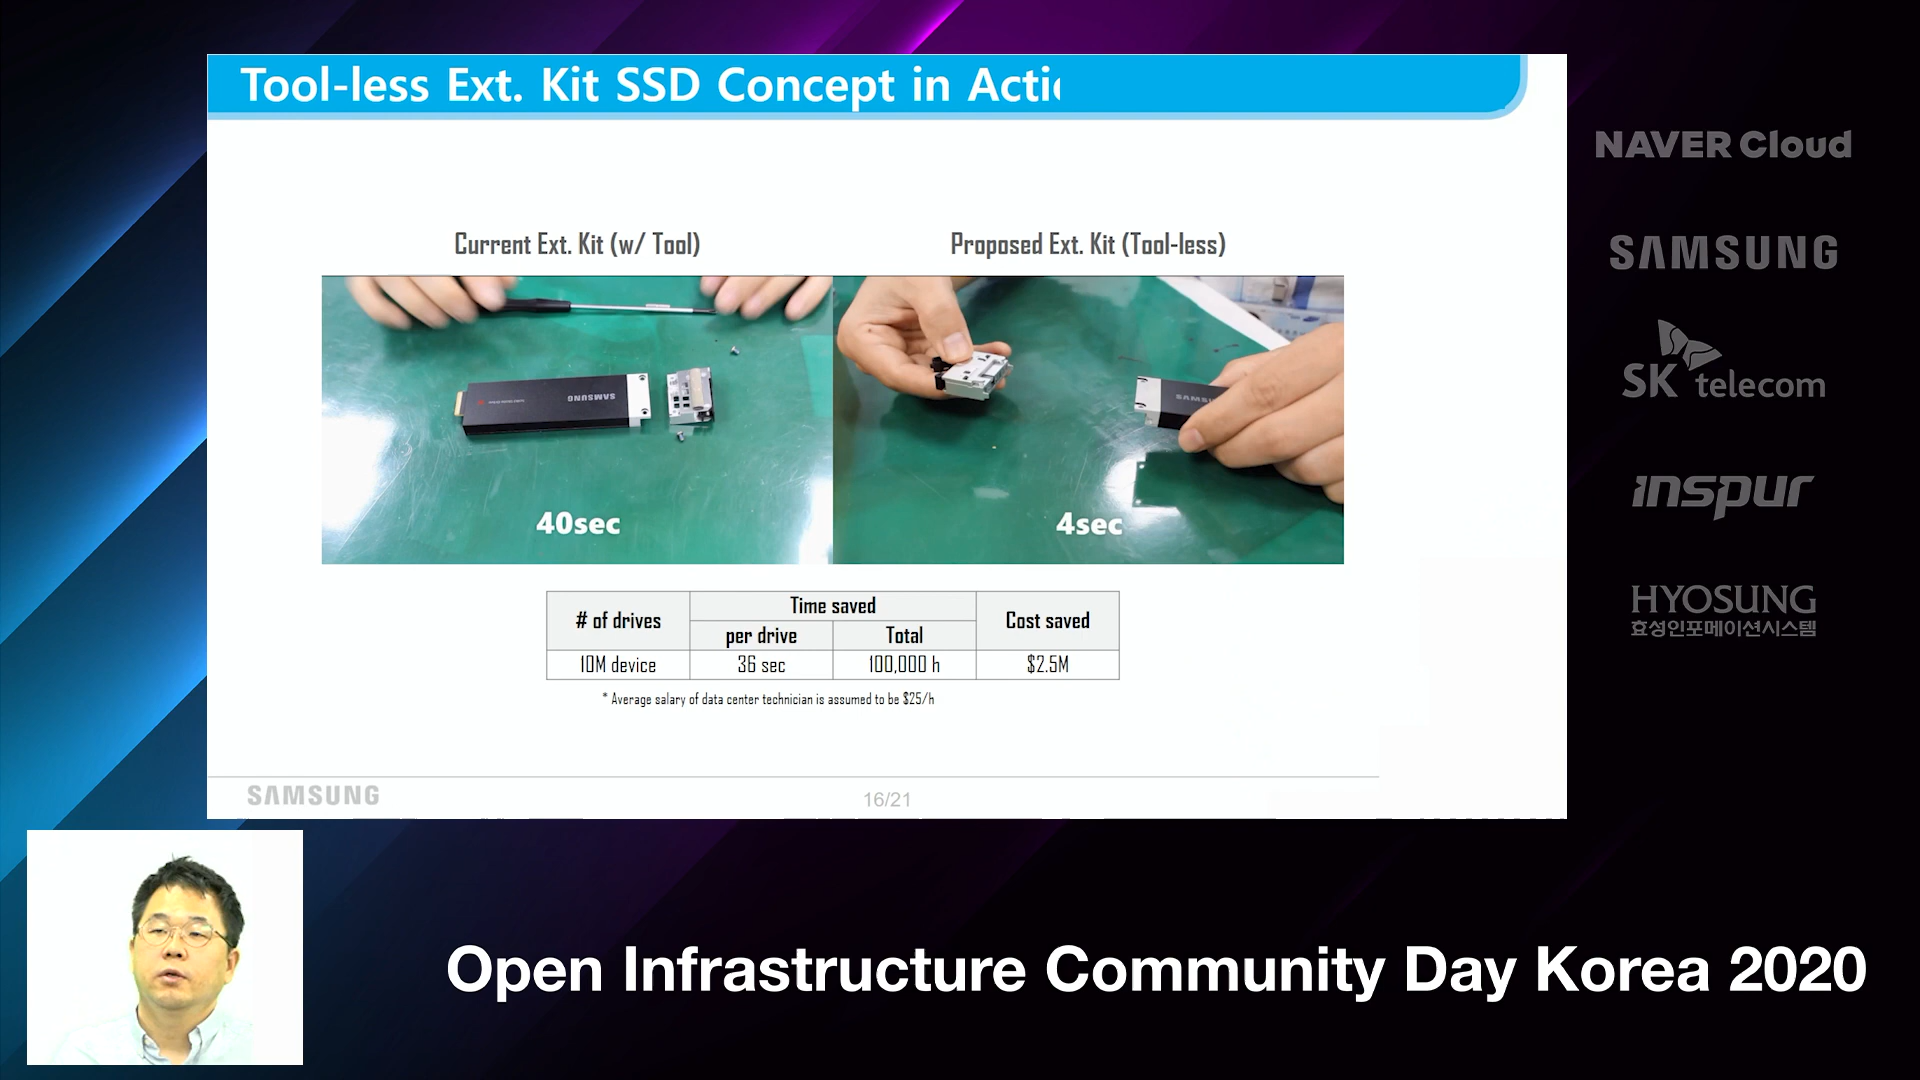 Tool-less Ext. Kit SSD Concept in Acti
NAVER Cloud
SAMSUNG
SK telecom
inspur
HYOSUNG
효성인포메이션시스템
Current Ext. Kit (w/ Tool)
Proposed Ext. Kit (Tool-less)
SAMSUNG
SAMSU
40sec
4sec
# of drives
Time saved
Cost saved
per drive
Total
10M device
36 sec
100,000 h
$2.5M
* Average salary of data center technician is assumed to be $25/h
SAMSUNG
16/21
Open Infrastructure Community Day Korea 2020